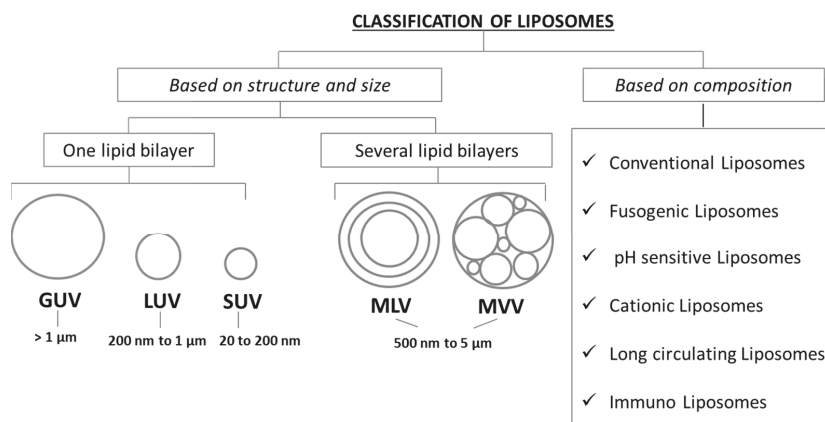 CLASSIFICATION OF LIPOSOMES
Based on structure and size
Based on composition
One lipid bilayer
Several lipid bilayers
GUV
LUV
SUV
MLV
MVV
> 1 µm
200 nm to 1 µm
20 to 200 nm
500 nm to 5 µm
✓ Conventional Liposomes
✓ Fusogenic Liposomes
✓ pH sensitive Liposomes
✓ Cationic Liposomes
✓ Long circulating Liposomes
✓ Immuno Liposomes